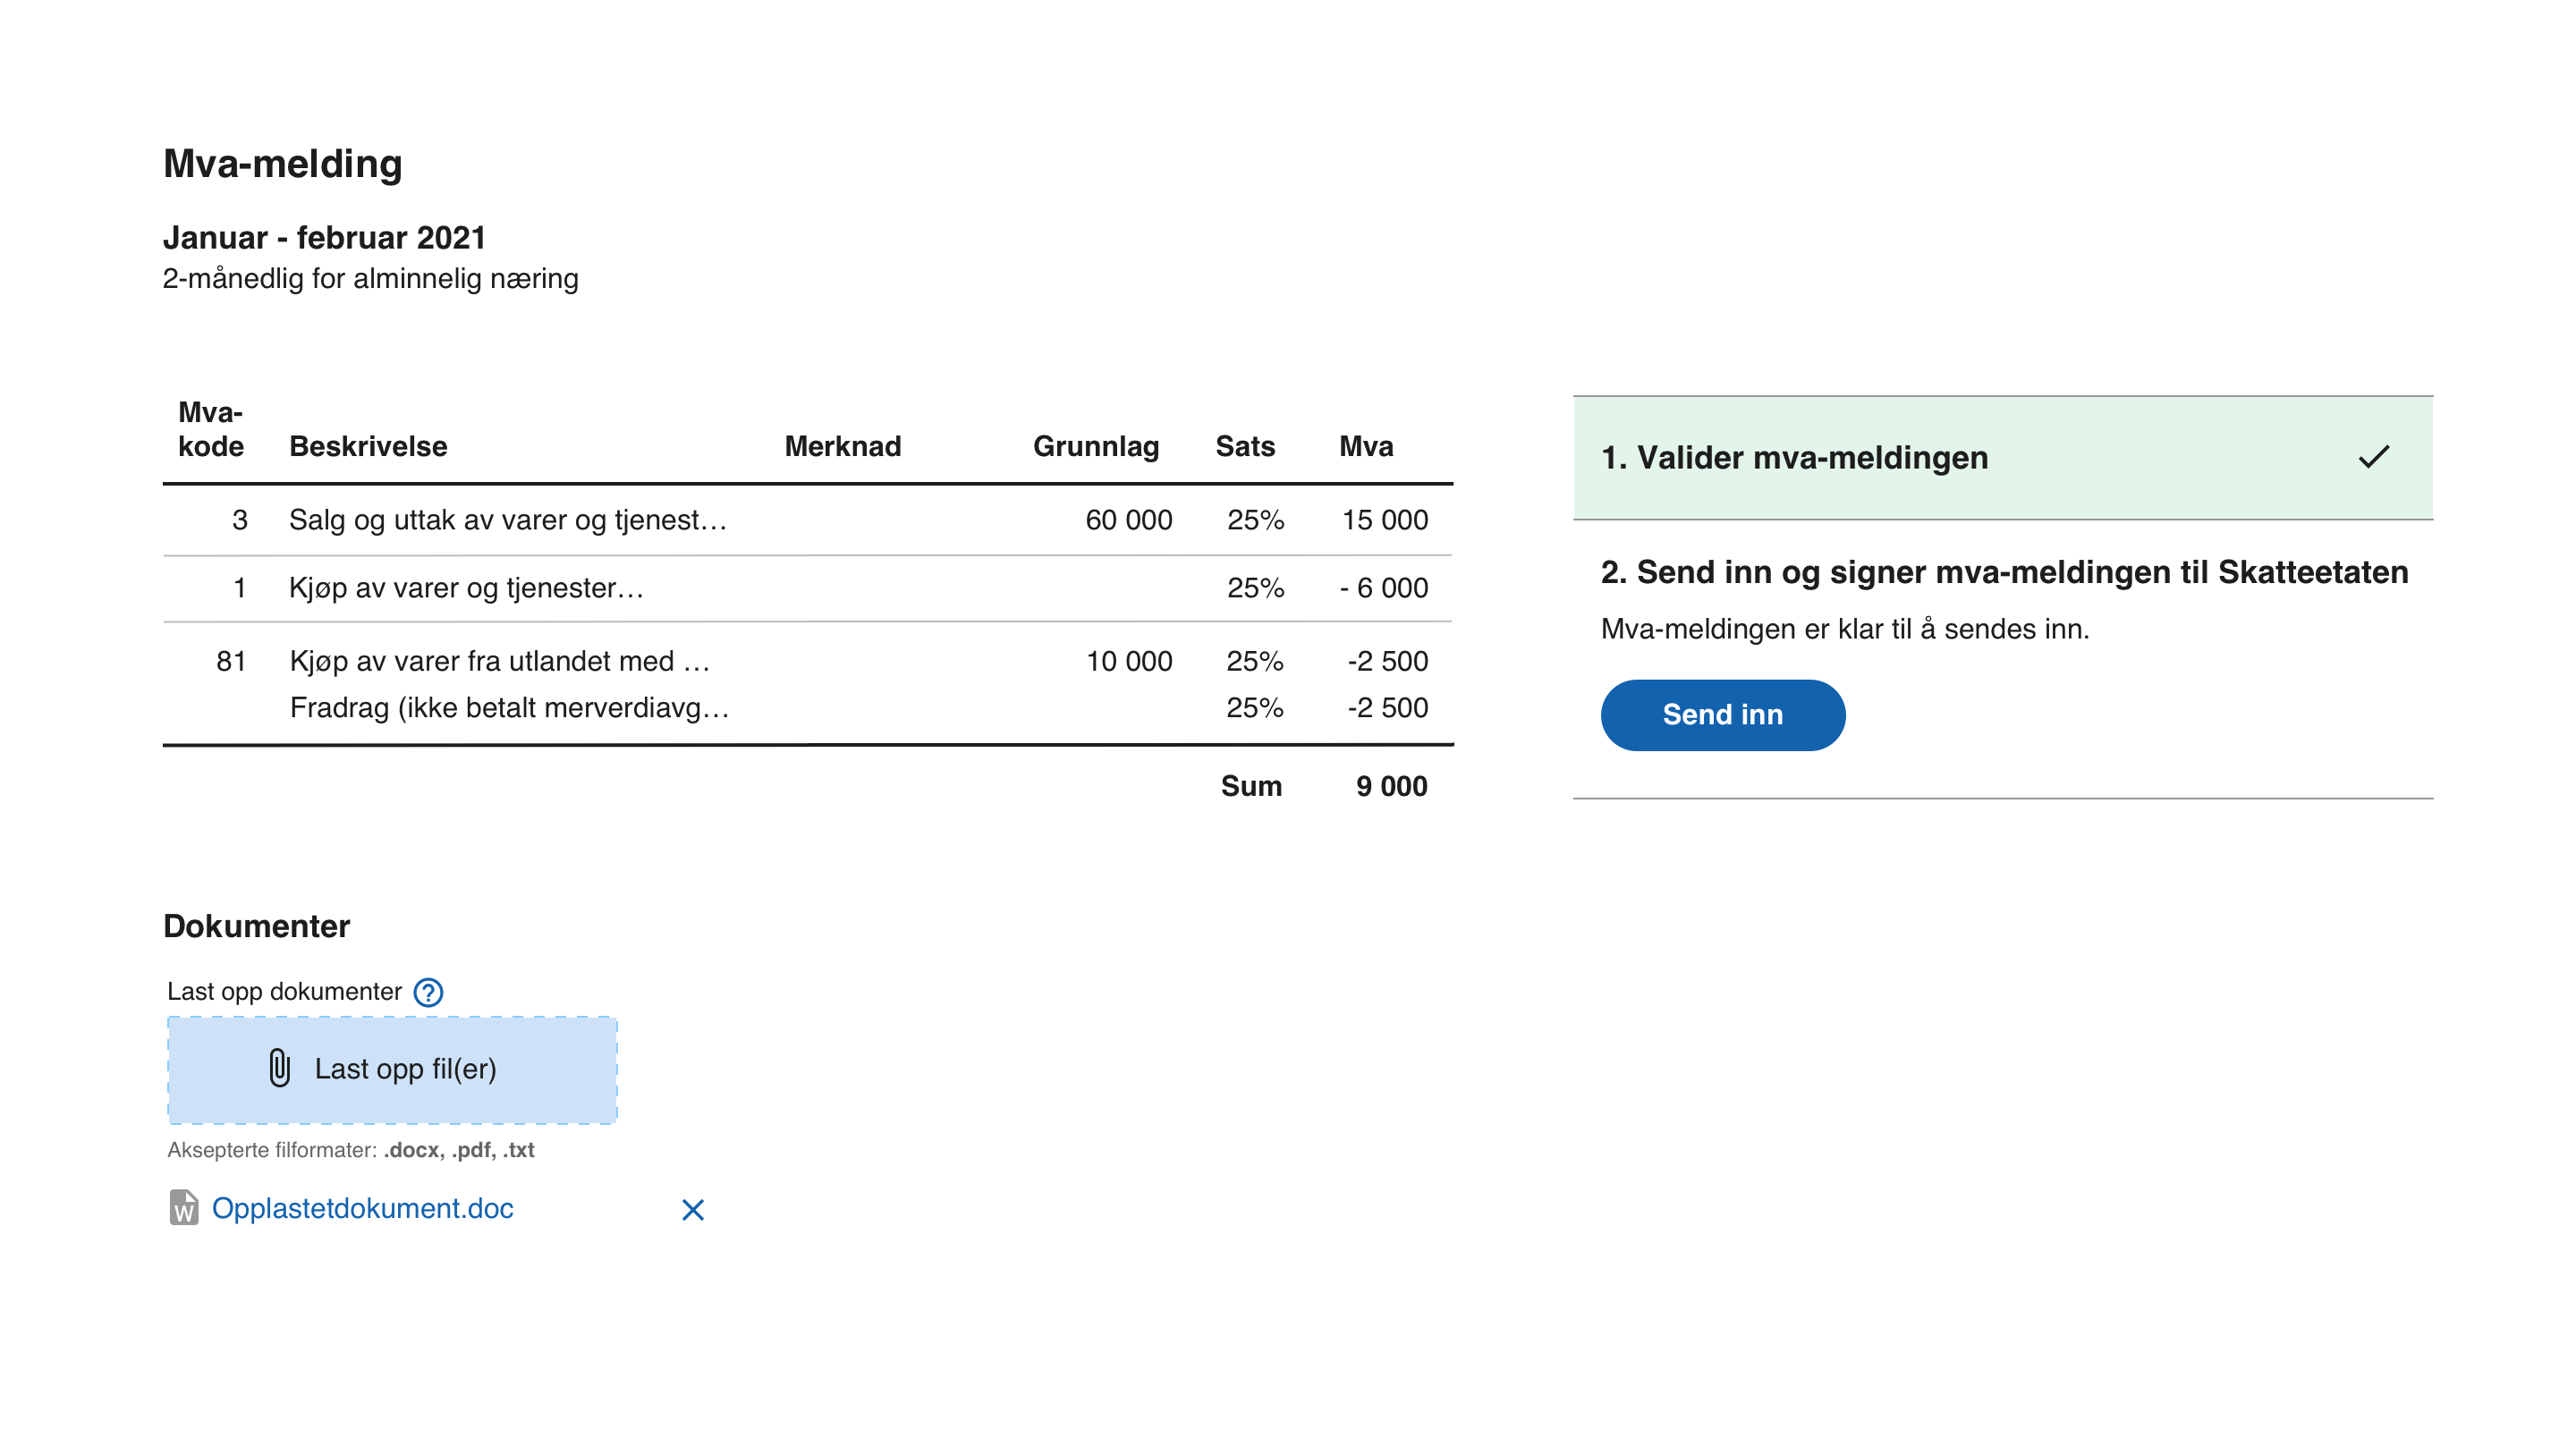 Mva-melding
Januar - februar 2021
2-månedlig for alminnelig næring
Mva-
kode Beskrivelse Merknad Grunnlag Sats Mva
3 Salg og uttak av varer og tjenest… 60 000 25% 15 000
1 Kjøp av varer og tjenester… 25% - 6 000
81 Kjøp av varer fra utlandet med … 10 000 25% -2 500
Fradrag (ikke betalt merverdiavg… 25% -2 500
Sum 9 000
1. Valider mva-meldingen
2. Send inn og signer mva-meldingen til Skatteetaten
Mva-meldingen er klar til å sendes inn.
Send inn
Dokumenter
Last opp dokumenter ?
Last opp fil(er)
Aksepterte filformater: .docx, .pdf, .txt
W Opplastetdokument.doc